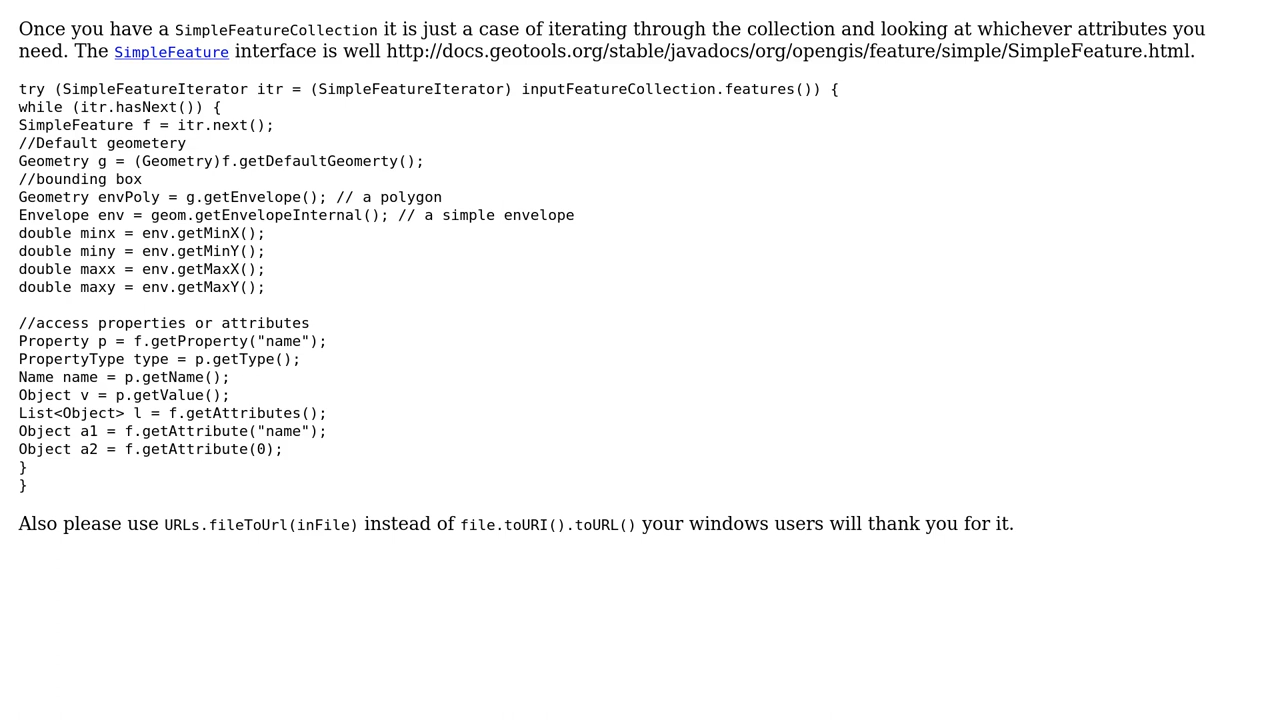 Once you have a SimpleFeatureCollection it is just a case of iterating through the collection and looking at whichever attributes you
need. The SimpleFeature interface is well http://docs.geotools.org/stable/javadocs/org/opengis/feature/simple/SimpleFeature.html.
try (SimpleFeatureIterator itr = (SimpleFeatureIterator) inputFeatureCollection.features()) {
while (itr.hasNext()) {
SimpleFeature f = itr.next();
//Default geometery
Geometry g = (Geometry)f.getDefaultGeomerty();
//bounding box
Geometry envPoly = g.getEnvelope(); // a polygon
Envelope env = geom.getEnvelopeInternal(); // a simple envelope
double minx = env.getMinX();
double miny = env.getMinY();
double maxx = env.getMaxX();
double maxy = env.getMaxY();
//access properties or attributes
Property p = f.getProperty("name");
PropertyType type = p.getType();
Name name = p.getName();
Object v = p.getValue();
List<Object> l = f.getAttributes();
Object a1 = f.getAttribute("name");
Object a2 = f.getAttribute(0);
}
}
Also please use URLs.fileToUrl(inFile) instead of file.toURI().toURL() your windows users will thank you for it.